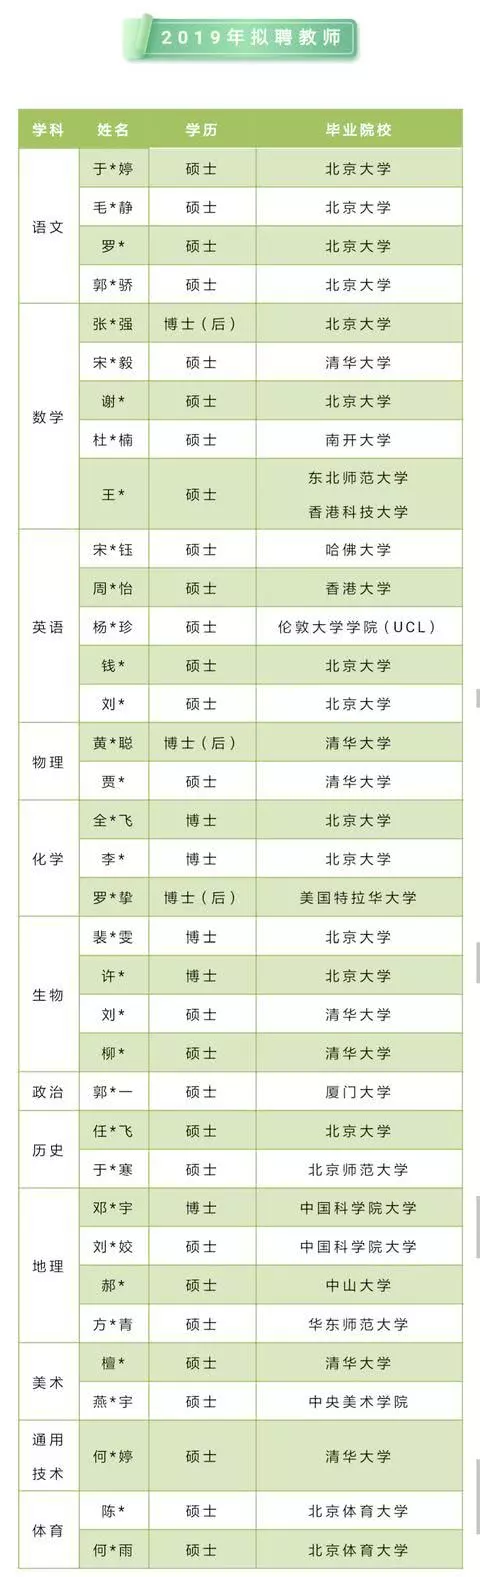 2019年拟聘教师
学科 姓名 学历 毕业院校
语文
于*婷 硕士 北京大学
毛*静 硕士 北京大学
罗* 硕士 北京大学
郭*骄 硕士 北京大学
数学
张*强 博士（后） 北京大学
宋*毅 硕士 清华大学
谢* 硕士 北京大学
杜*楠 硕士 南开大学
王* 硕士 东北师范大学
香港科技大学
英语
宋*钰 硕士 哈佛大学
周*怡 硕士 香港大学
杨*珍 硕士 伦敦大学学院（UCL）
钱* 硕士 北京大学
刘* 硕士 北京大学
物理
黄*聪 博士（后） 清华大学
贾* 硕士 清华大学
化学
全*飞 博士 北京大学
李* 博士 北京大学
罗*挚 博士（后） 美国特拉华大学
生物
裴*雯 博士 北京大学
许* 博士 北京大学
刘* 硕士 清华大学
柳* 硕士 清华大学
政治 郭*一 硕士 厦门大学
历史
任*飞 硕士 北京大学
于*寒 硕士 北京师范大学
地理
邓*宇 博士 中国科学院大学
刘*姣 硕士 中国科学院大学
郝* 硕士 中山大学
方*青 硕士 华东师范大学
美术
檀* 硕士 清华大学
燕*宇 硕士 中央美术学院
通用
技术
何*婷 硕士 清华大学
体育
陈* 硕士 北京体育大学
何*雨 硕士 北京体育大学